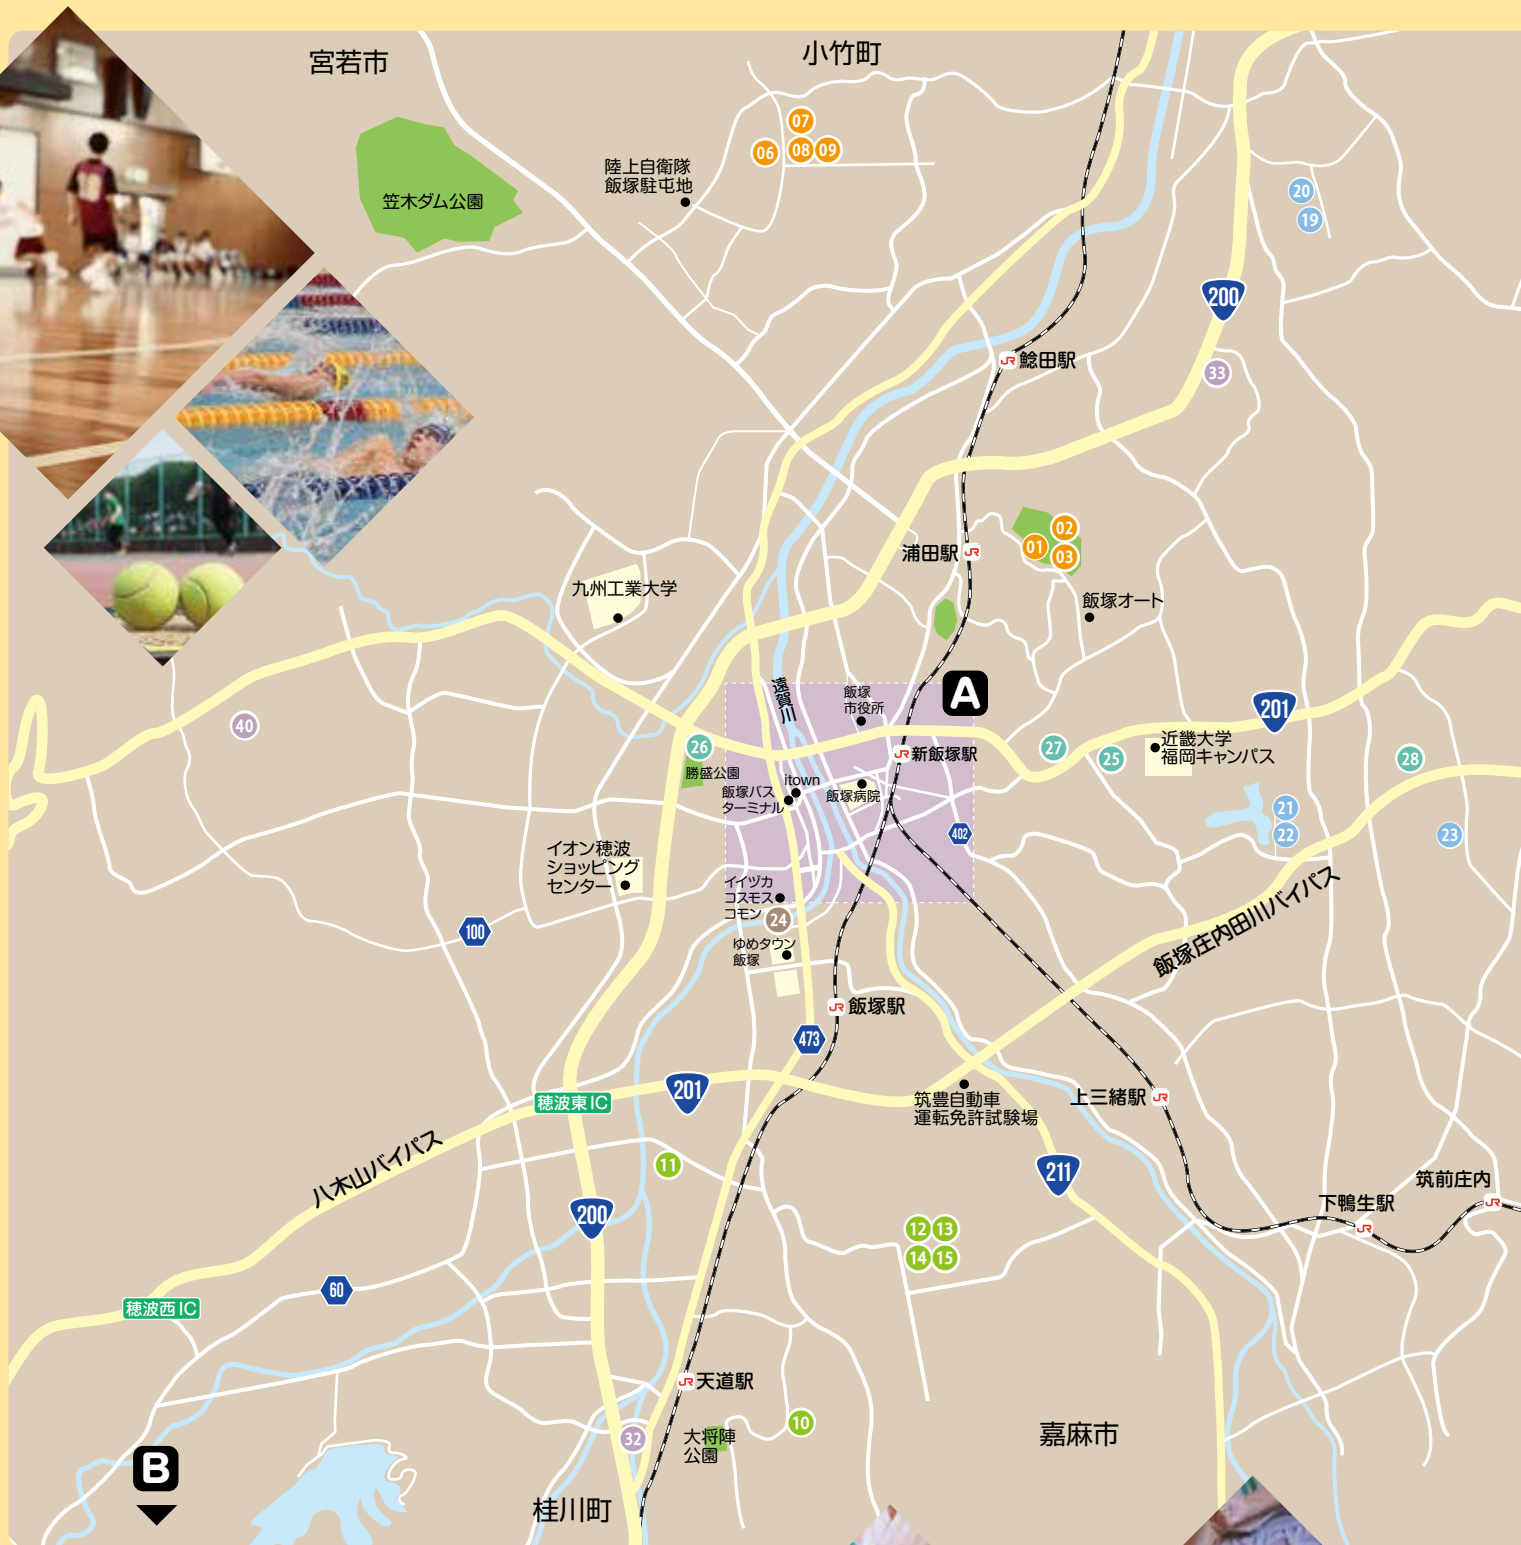 宮若市
小竹町
07
06
08
09
陸上自衛隊
飯塚駐屯地
笠木ダム公園
20
19
200
JR
鯰田駅
33
02
01
03
浦田駅
JR
九州工業大学
飯塚オート
A
遠賀川
飯塚
市役所
201
40
26
JR
新飯塚駅
27
25
近畿大学
福岡キャンパス
28
勝盛公園
itown
飯塚バス
ターミナル
飯塚病院
21
22
23
402
イオン穂波
ショッピング
センター
イイヅカ
コスモス
コモン
24
100
ゆめタウン
飯塚
飯塚庄内田川バイパス
JR
飯塚駅
473
201
穂波東IC
筑豊自動車
運転免許試験場
上三緒駅
JR
八木山バイパス
11
211
筑前庄内
JR
下鴨生駅
JR
200
12
13
14
15
60
穂波西IC
JR
天道駅
10
32
大将陣
公園
嘉麻市
B
桂川町